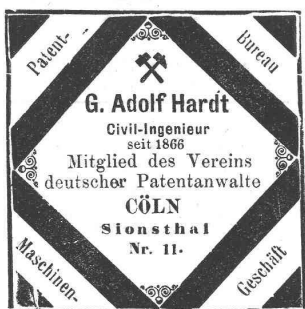 Patent-
Bureau
G. Adolf Hardt
Civil-Ingenieur
seit 1866
Mitglied des Vereins
deutscher Patentanwalte
CÖLN
Sionsthal
Nr. 11.
Maschinen-
Geschäft